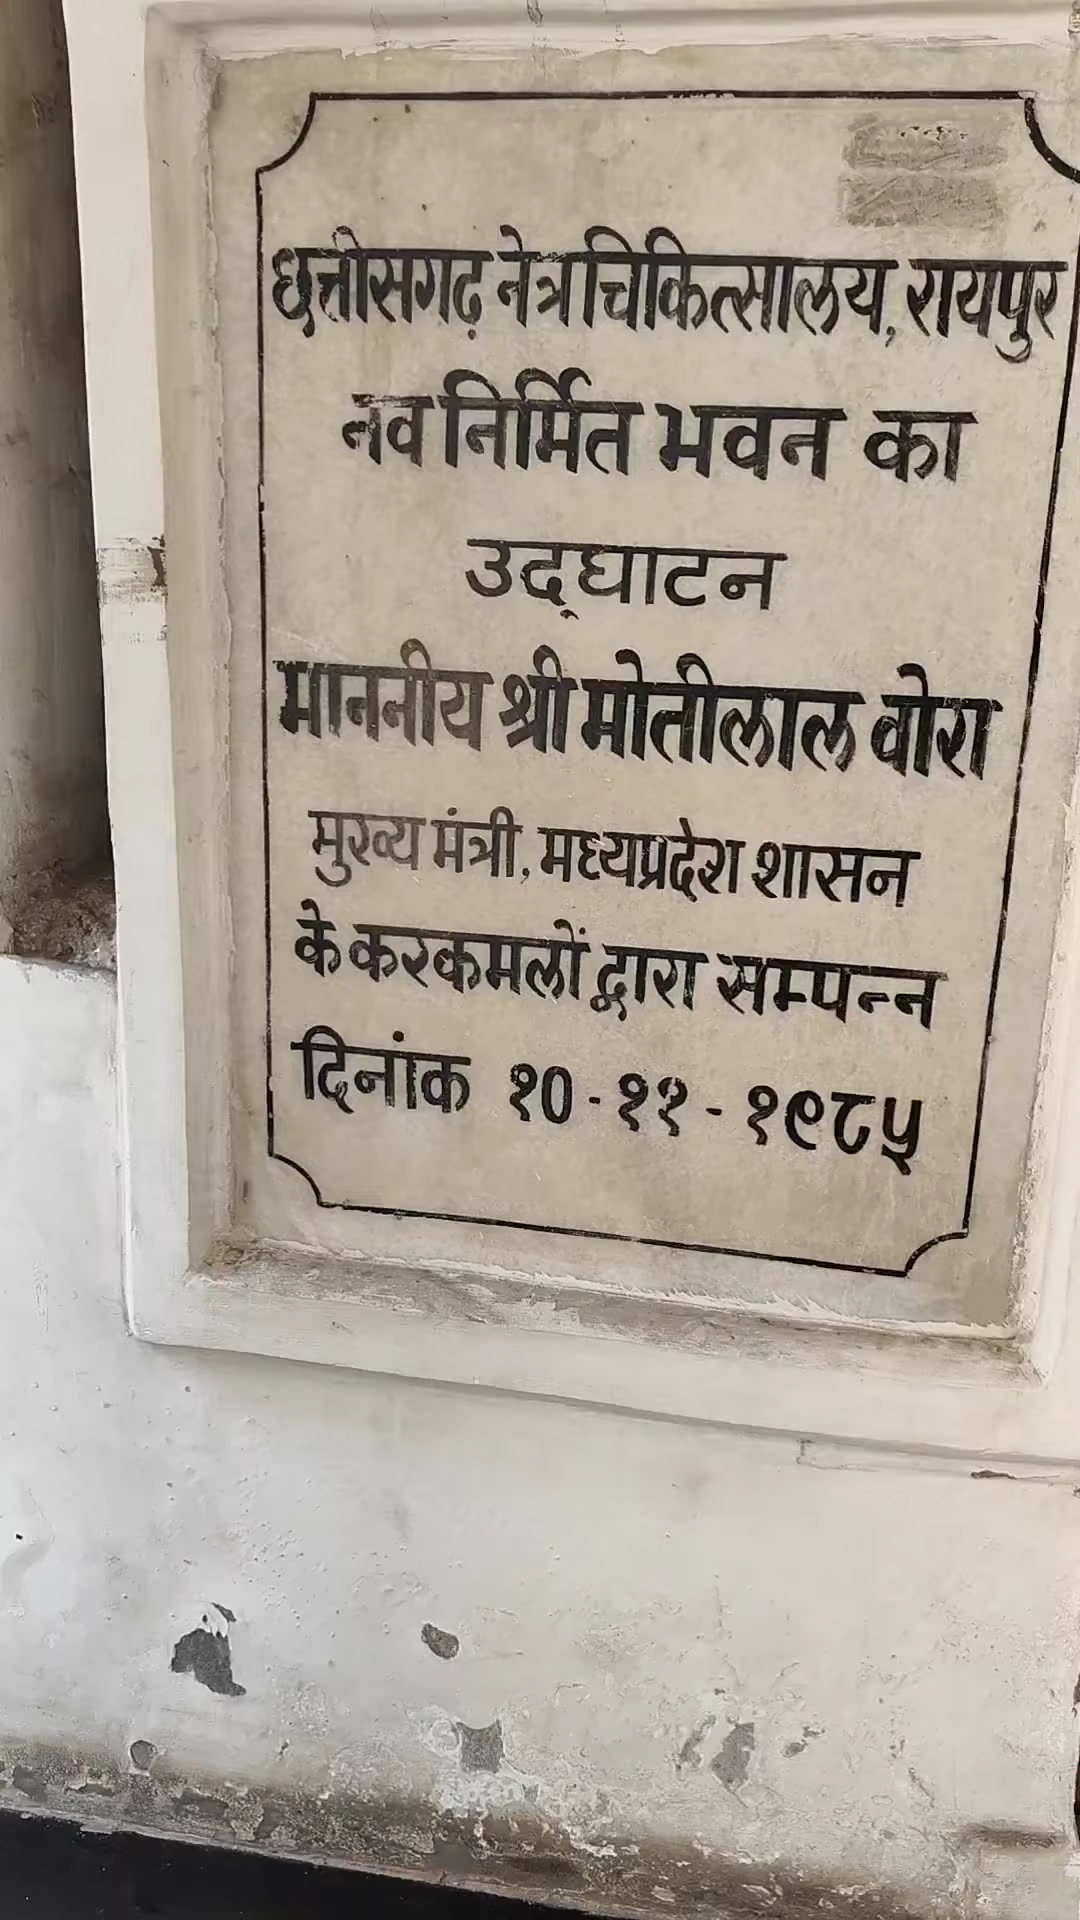 छत्तीसगढ़ नेत्र चिकित्सालय, रायपुर
नव निर्मित भवन का
उद्घाटन
माननीय श्री मोतीलाल वोरा
मुख्य मंत्री, मध्यप्रदेश शासन
के करकमलों द्वारा सम्पन्न
दिनांक १०-११-१९८५